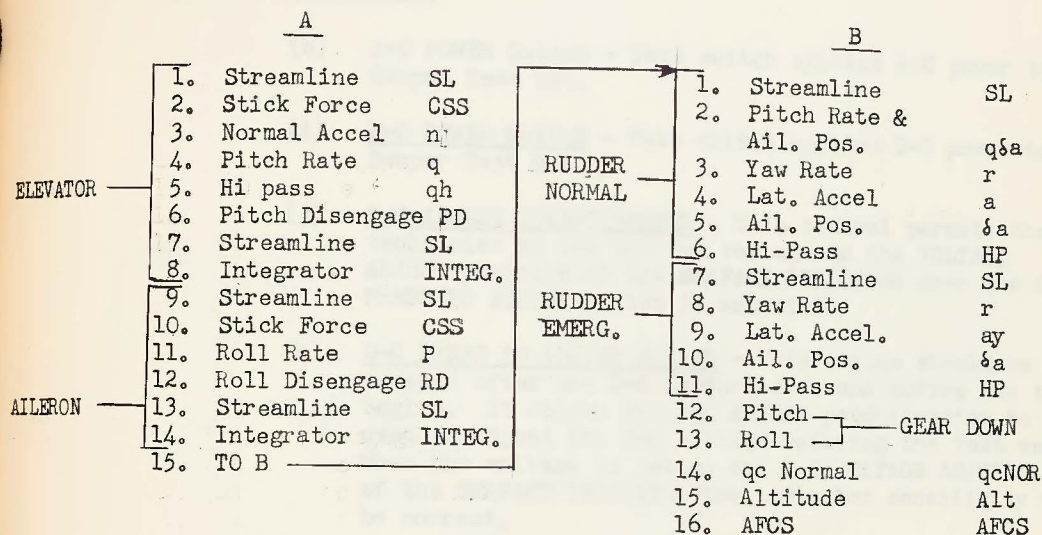 A
1. Streamline SL
2. Stick Force CSS
3. Normal Accel n
4. Pitch Rate q
5. Hi pass qh
6. Pitch Disengage PD
7. Streamline SL
8. Integrator INTEG.
ELEVATOR
9. Streamline SL
10. Stick Force CSS
11. Roll Rate P
12. Roll Disengage RD
13. Streamline SL
14. Integrator INTEG.
AILERON
15. TO B
B
1. Streamline SL
2. Pitch Rate &
Ail. Pos. qδa
3. Yaw Rate r
4. Lat. Accel a
5. Ail. Pos. δa
6. Hi-Pass HP
RUDDER
NORMAL
7. Streamline SL
8. Yaw Rate r
9. Lat. Accel. ay
10. Ail. Pos. δa
11. Hi-Pass HP
RUDDER
EMERG.
12. Pitch
13. Roll
GEAR DOWN
14. qc Normal qcNOR
15. Altitude Alt
16. AFCS AFCS